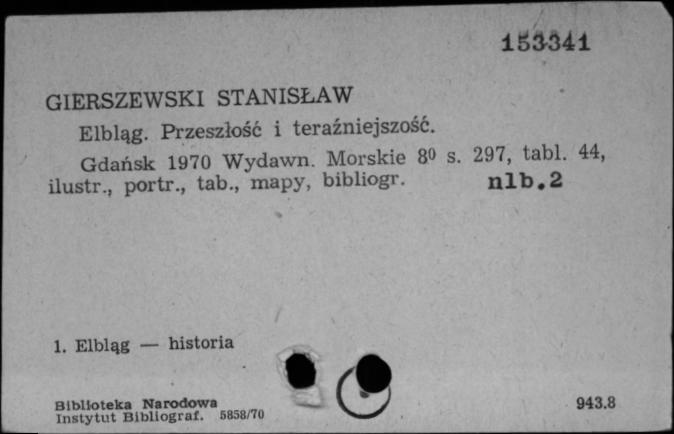 153341
GIERSZEWSKI STANISŁAW
Elbląg. Przeszłość i teraźniejszość.
Gdańsk 1970 Wydawn. Morskie 8⁰ s. 297, tabl. 44,
ilustr., portr., tab., mapy, bibliogr. nlb.2
1. Elbląg — historia
Biblioteka Narodowa
Instytut Bibliograf. 5858/70 943.8